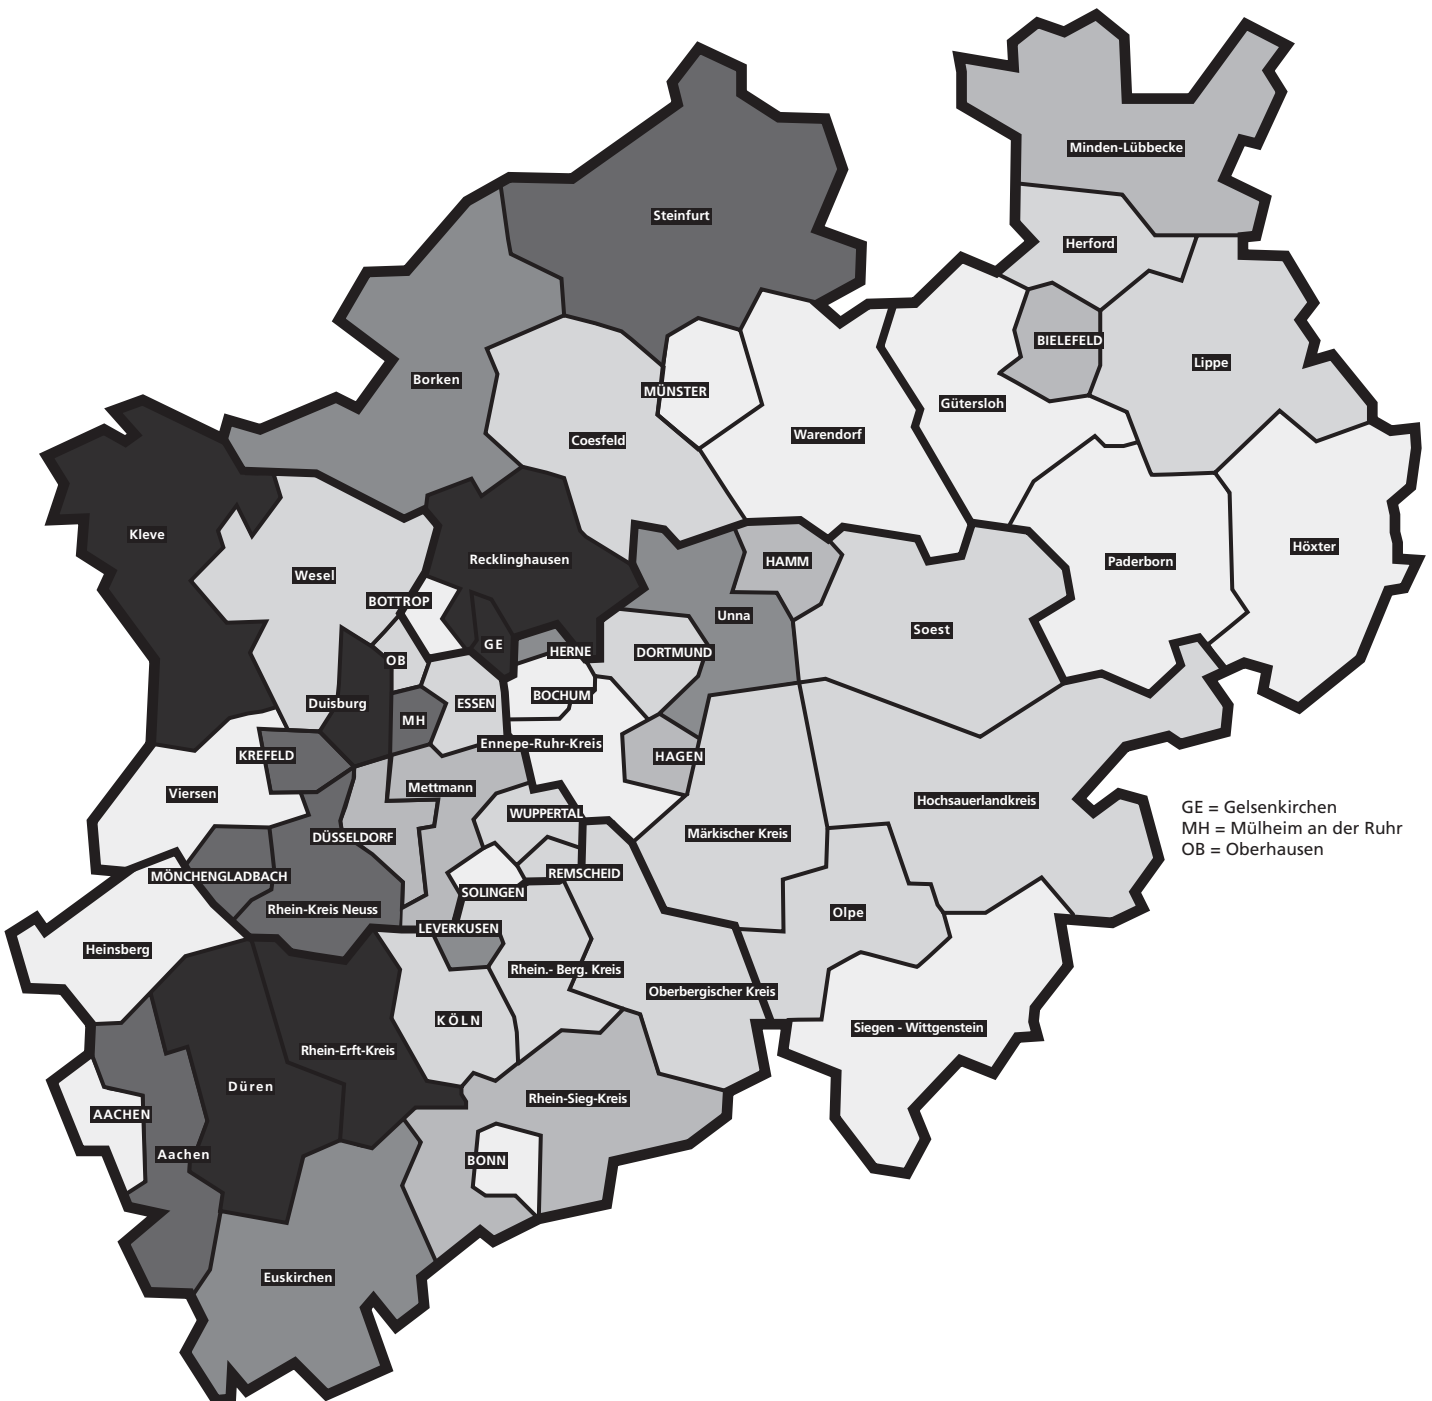 Minden-Lübbecke
Steinfurt
Herford
BIELEFELD
Lippe
Borken
MÜNSTER
Gütersloh
Coesfeld
Warendorf
Kleve
Höxter
Recklinghausen
HAMM
Paderborn
Wesel
BOTTROP
Unna
Soest
GE
HERNE
DORTMUND
OB
BOCHUM
Duisburg
ESSEN
MH
Ennepe-Ruhr-Kreis
KREFELD
HAGEN
Mettmann
Viersen
Hochsauerlandkreis
GE = Gelsenkirchen
MH = Mülheim an der Ruhr
OB = Oberhausen
WUPPERTAL
DÜSSELDORF
Märkischer Kreis
MÖNCHENGLADBACH
REMSCHEID
SOLINGEN
Rhein-Kreis Neuss
Olpe
LEVERKUSEN
Heinsberg
Rhein.- Berg. Kreis
Oberbergischer Kreis
KÖLN
Siegen - Wittgenstein
Rhein-Erft-Kreis
Düren
Rhein-Sieg-Kreis
AACHEN
Aachen
BONN
Euskirchen